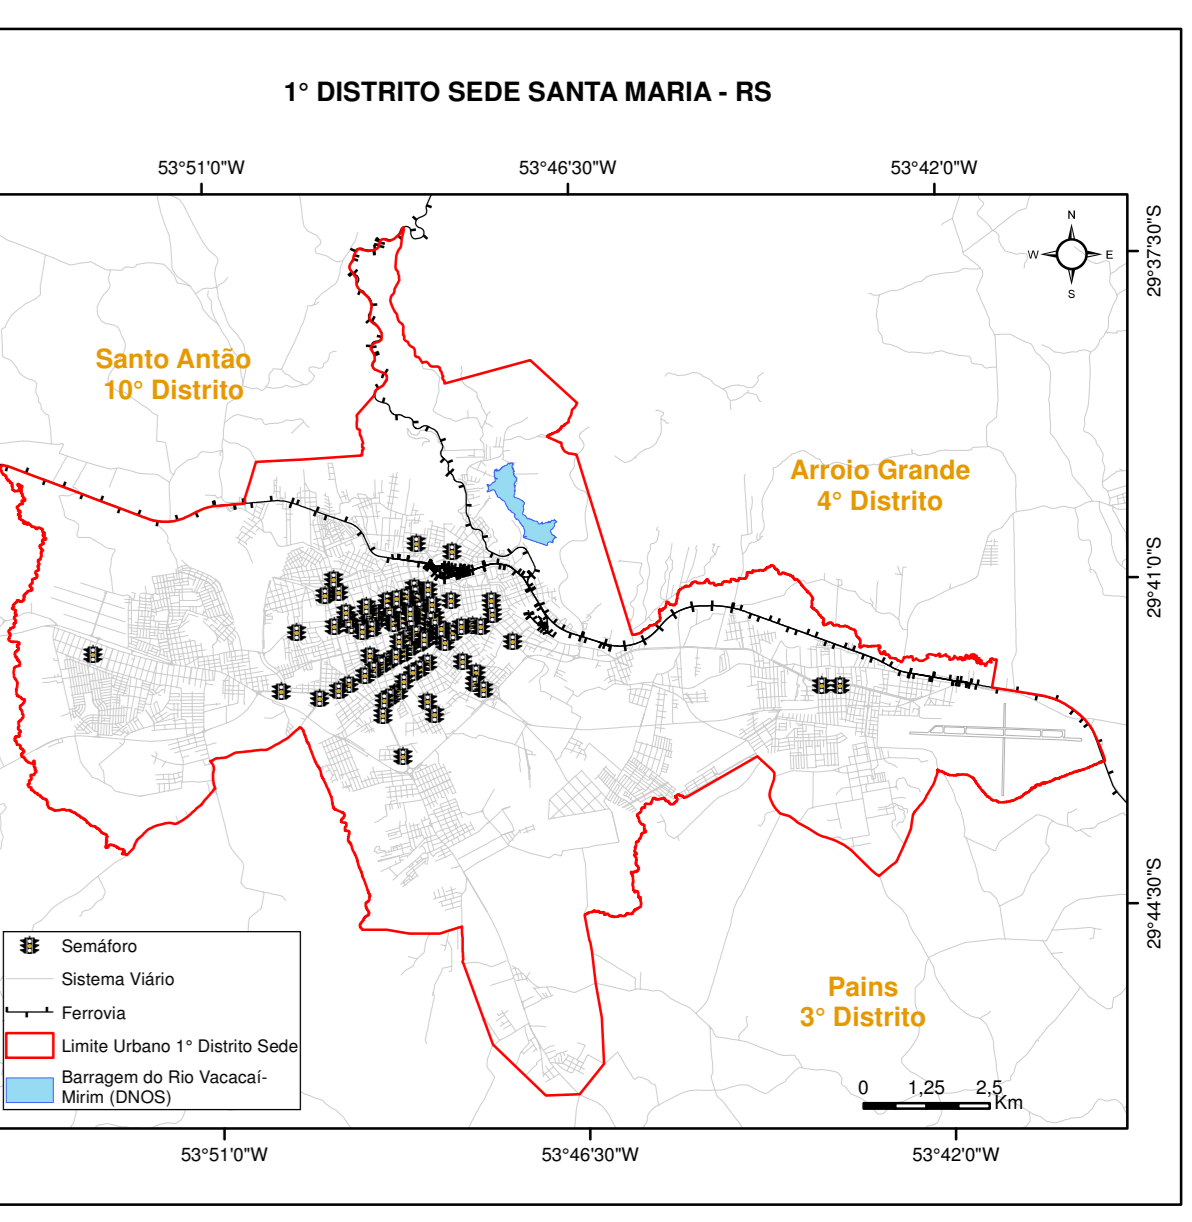 1° DISTRITO SEDE SANTA MARIA - RS
53°51'0"W
53°46'30"W
53°42'0"W
29°37'30"S
N
W
E
S
Santo Antão
10° Distrito
Arroio Grande
4° Distrito
29°41'0"S
29°44'30"S
Semáforo
Sistema Viário
Ferrovia
Limite Urbano 1° Distrito Sede
Barragem do Rio Vacacaí-
Mirim (DNOS)
Pains
3° Distrito
0 1,25 2,5
Km
53°51'0"W
53°46'30"W
53°42'0"W